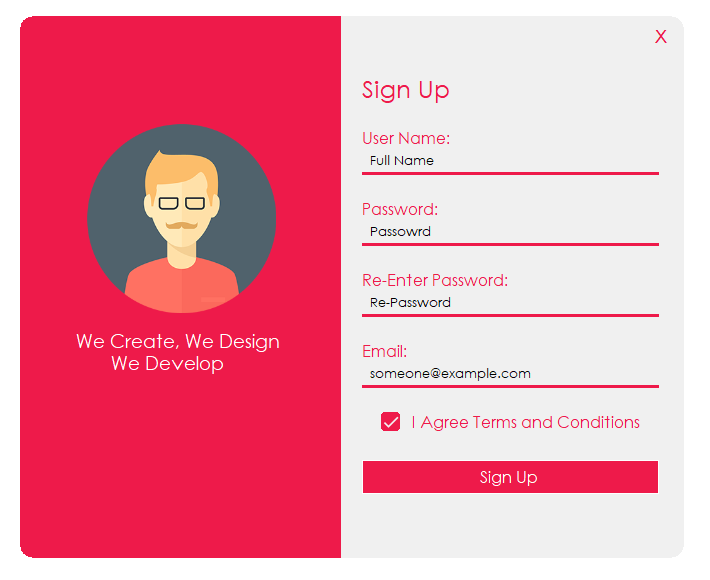 We Create, We Design
We Develop
X
Sign Up
User Name:
Full Name
Password:
Passowrd
Re-Enter Password:
Re-Password
Email:
someone@example.com
I Agree Terms and Conditions
Sign Up